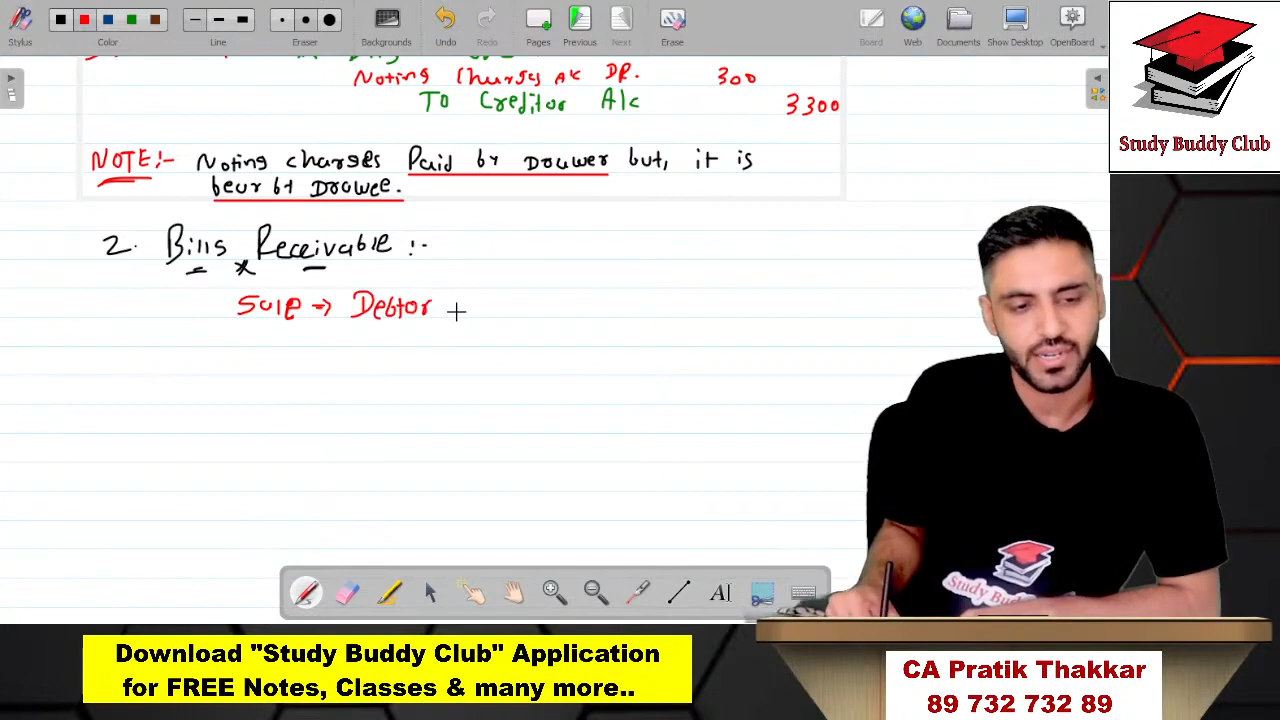 Stylus
Color
Line
Eraser
Backgrounds
Undo
Redo
Pages
Previous
Next
Erase
Board
Web
Documents
Show Desktop
OpenBoard
Study Buddy Club
Noting Charges A/c DR. 300
To Creditor A/c 3300
NOTE:- Noting charges Paid by Drawer but, it is
bear by Drawee.
2. Bills Receivable :-
Sale → Debtor
Study Buddy
Download "Study Buddy Club" Application
for FREE Notes, Classes & many more..
CA Pratik Thakkar
89 732 732 89